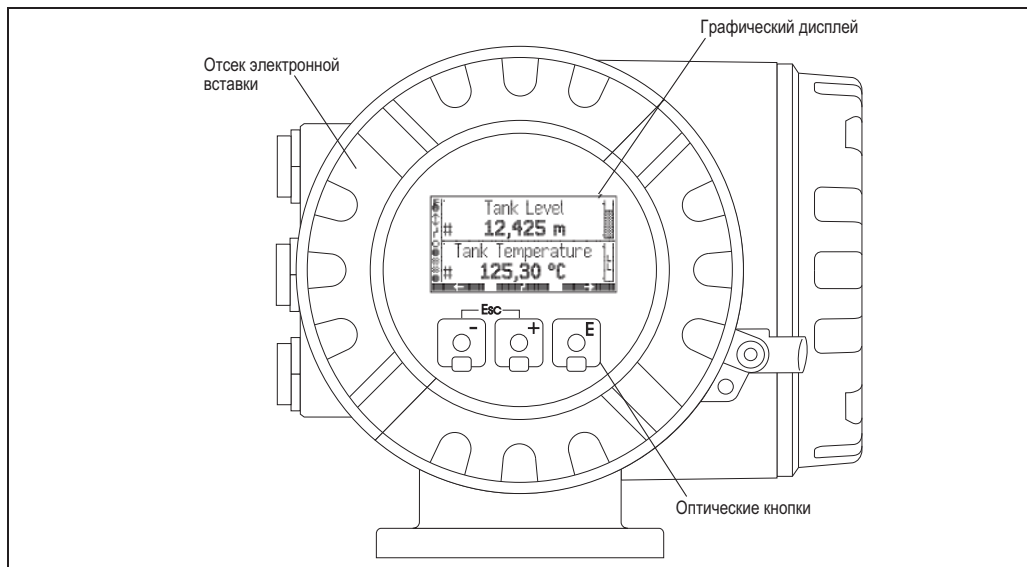 Графический дисплей
Отсек электронной
вставки
Tank Level
# 12,425 m
Tank Temperature
# 125,30 °C
Esc
- + E
Оптические кнопки